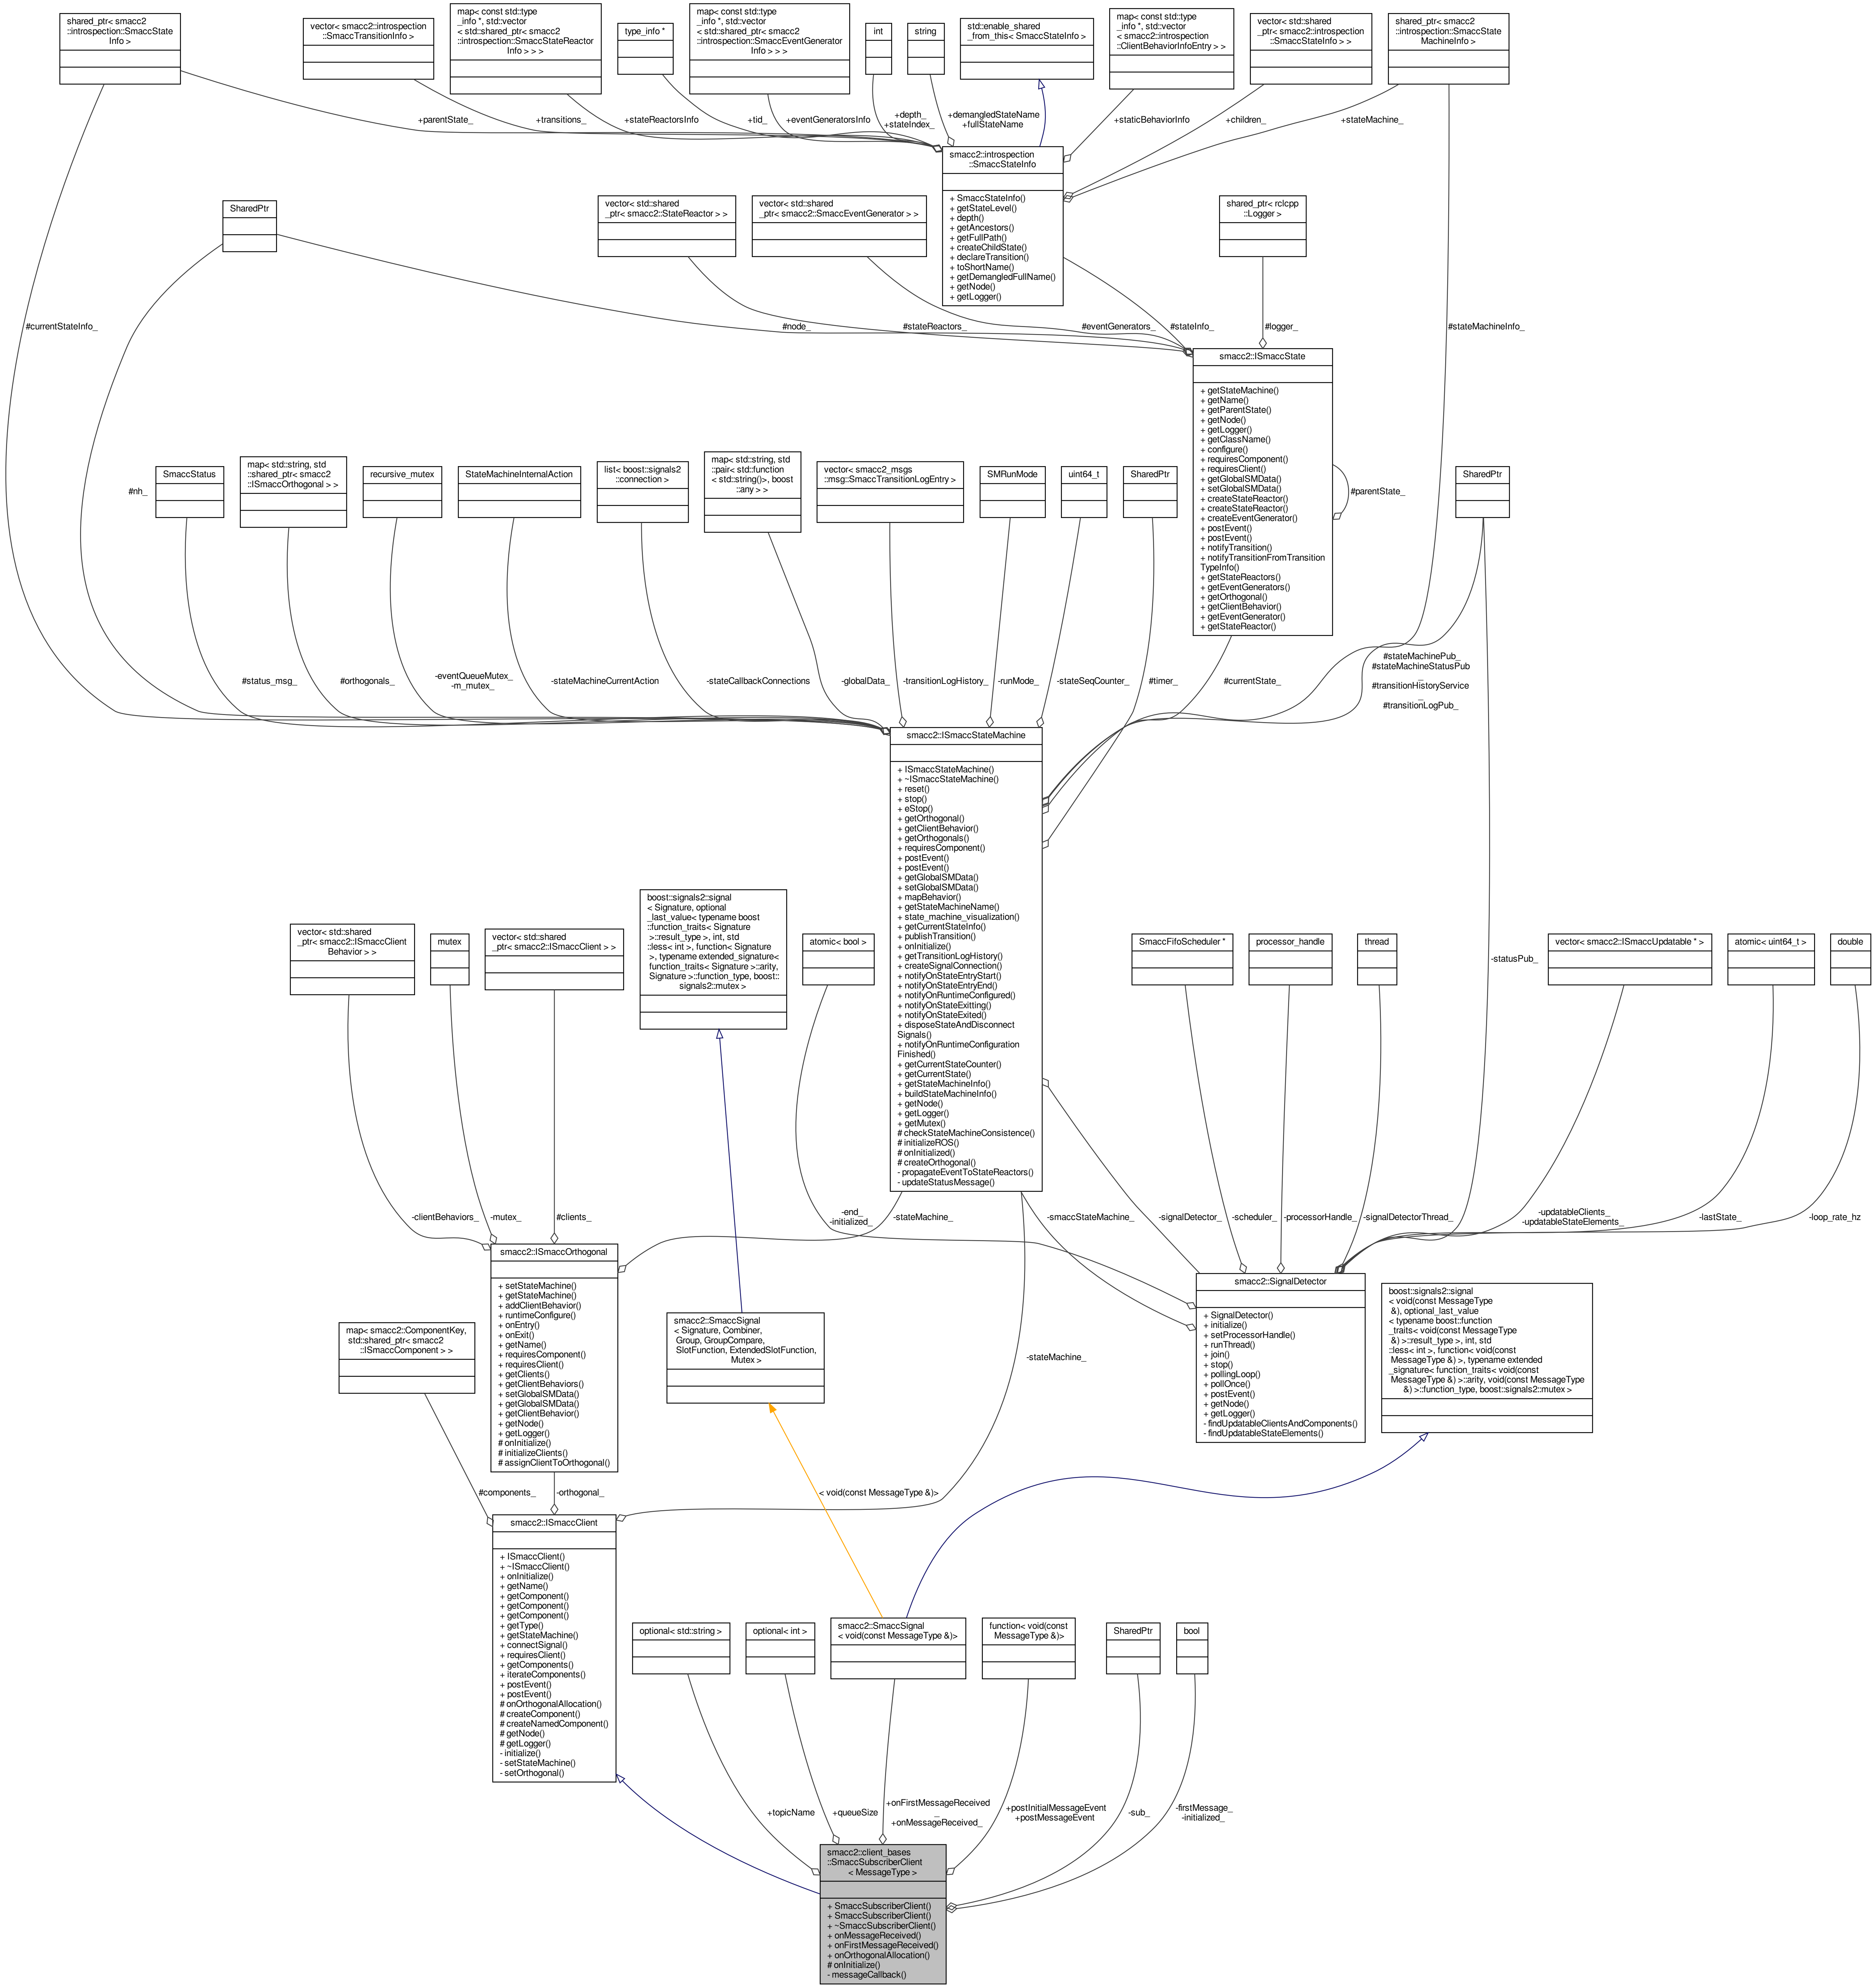 shared_ptr< smacc2
::introspection::SmaccState
Info >
vector< smacc2::introspection
::SmaccTransitionInfo >
map< const std::type
_info *, std::vector
< std::shared_ptr< smacc2
::introspection::SmaccStateReactor
Info > > >
type_info *
map< const std::type
_info *, std::vector
< std::shared_ptr< smacc2
::introspection::SmaccEventGenerator
Info > > >
int
string
std::enable_shared
_from_this< SmaccStateInfo >
map< const std::type
_info *, std::vector
< smacc2::introspection
::ClientBehaviorInfoEntry > >
vector< std::shared
_ptr< smacc2::introspection
::SmaccStateInfo > >
shared_ptr< smacc2
::introspection::SmaccState
MachineInfo >
+parentState_
+transitions_
+stateReactorsInfo
+tid_
+eventGeneratorsInfo
+depth_
+stateIndex_
+demangledStateName
+fullStateName
+staticBehaviorInfo
+children_
+stateMachine_
smacc2::introspection
::SmaccStateInfo
+ SmaccStateInfo()
+ getStateLevel()
+ depth()
+ getAncestors()
+ getFullPath()
+ createChildState()
+ declareTransition()
+ toShortName()
+ getDemangledFullName()
+ getNode()
+ getLogger()
SharedPtr
vector< std::shared
_ptr< smacc2::StateReactor > >
vector< std::shared
_ptr< smacc2::SmaccEventGenerator > >
shared_ptr< rclcpp
::Logger >
#currentStateInfo_
#node_
#stateReactors_
#eventGenerators_
#stateInfo_
#logger_
#stateMachineInfo_
smacc2::ISmaccState
+ getStateMachine()
+ getName()
+ getParentState()
+ getNode()
+ getLogger()
+ getClassName()
+ configure()
+ requiresComponent()
+ requiresClient()
+ getGlobalSMData()
+ setGlobalSMData()
+ createStateReactor()
+ createStateReactor()
+ createEventGenerator()
+ postEvent()
+ postEvent()
+ notifyTransition()
+ notifyTransitionFromTransition
TypeInfo()
+ getStateReactors()
+ getEventGenerators()
+ getOrthogonal()
+ getClientBehavior()
+ getEventGenerator()
+ getStateReactor()
#parentState_
#nh_
SmaccStatus
map< std::string, std
::shared_ptr< smacc2
::ISmaccOrthogonal > >
recursive_mutex
StateMachineInternalAction
list< boost::signals2
::connection >
map< std::string, std
::pair< std::function
< std::string()>, boost
::any > >
vector< smacc2_msgs
::msg::SmaccTransitionLogEntry >
SMRunMode
uint64_t
SharedPtr
SharedPtr
#status_msg_
#orthogonals_
-eventQueueMutex_
-m_mutex_
-stateMachineCurrentAction
-stateCallbackConnections
-globalData_
-transitionLogHistory_
-runMode_
-stateSeqCounter_
#timer_
#currentState_
#stateMachinePub_
#stateMachineStatusPub
_
#transitionHistoryService
_
#transitionLogPub_
smacc2::ISmaccStateMachine
+ ISmaccStateMachine()
+ ~ISmaccStateMachine()
+ reset()
+ stop()
+ eStop()
+ getOrthogonal()
+ getClientBehavior()
+ getOrthogonals()
+ requiresComponent()
+ postEvent()
+ postEvent()
+ getGlobalSMData()
+ setGlobalSMData()
+ mapBehavior()
+ getStateMachineName()
+ state_machine_visualization()
+ getCurrentStateInfo()
+ publishTransition()
+ onInitialize()
+ getTransitionLogHistory()
+ createSignalConnection()
+ notifyOnStateEntryStart()
+ notifyOnStateEntryEnd()
+ notifyOnRuntimeConfigured()
+ notifyOnStateExitting()
+ notifyOnStateExited()
+ disposeStateAndDisconnect
Signals()
+ notifyOnRuntimeConfiguration
Finished()
+ getCurrentStateCounter()
+ getCurrentState()
+ getStateMachineInfo()
+ buildStateMachineInfo()
+ getNode()
+ getLogger()
+ getMutex()
# checkStateMachineConsistence()
# initializeROS()
# onInitialized()
# createOrthogonal()
- propagateEventToStateReactors()
- updateStatusMessage()
vector< std::shared
_ptr< smacc2::ISmaccClient
Behavior > >
mutex
vector< std::shared
_ptr< smacc2::ISmaccClient > >
boost::signals2::signal
< Signature, optional
_last_value< typename boost
::function_traits< Signature
>::result_type >, int, std
::less< int >, function< Signature
>, typename extended_signature<
function_traits< Signature >::arity,
Signature >::function_type, boost::
signals2::mutex >
atomic< bool >
SmaccFifoScheduler *
processor_handle
thread
-statusPub_
vector< smacc2::ISmaccUpdatable * >
atomic< uint64_t >
double
-clientBehaviors_
-mutex_
#clients_
-end_
-initialized_
-stateMachine_
-smaccStateMachine_
-signalDetector_
-scheduler_
-processorHandle_
-signalDetectorThread_
-updatableClients_
-updatableStateElements_
-lastState_
-loop_rate_hz
smacc2::ISmaccOrthogonal
+ setStateMachine()
+ getStateMachine()
+ addClientBehavior()
+ runtimeConfigure()
+ onEntry()
+ onExit()
+ getName()
+ requiresComponent()
+ requiresClient()
+ getClients()
+ getClientBehaviors()
+ setGlobalSMData()
+ getGlobalSMData()
+ getClientBehavior()
+ getNode()
+ getLogger()
# onInitialize()
# initializeClients()
# assignClientToOrthogonal()
smacc2::SignalDetector
+ SignalDetector()
+ initialize()
+ setProcessorHandle()
+ runThread()
+ join()
+ stop()
+ pollingLoop()
+ pollOnce()
+ postEvent()
+ getNode()
+ getLogger()
- findUpdatableClientsAndComponents()
- findUpdatableStateElements()
boost::signals2::signal
< void(const MessageType
&), optional_last_value
< typename boost::function
_traits< void(const MessageType
&) >::result_type >, int, std
::less< int >, function< void(const
MessageType &) >, typename extended
_signature< function_traits< void(const
MessageType &) >::arity, void(const MessageType
&) >::function_type, boost::signals2::mutex >
map< smacc2::ComponentKey,
std::shared_ptr< smacc2
::ISmaccComponent > >
smacc2::SmaccSignal
< Signature, Combiner,
Group, GroupCompare,
SlotFunction, ExtendedSlotFunction,
Mutex >
-stateMachine_
#components_
-orthogonal_
< void(const MessageType &)>
smacc2::ISmaccClient
+ ISmaccClient()
+ ~ISmaccClient()
+ onInitialize()
+ getName()
+ getComponent()
+ getComponent()
+ getComponent()
+ getType()
+ getStateMachine()
+ connectSignal()
+ requiresClient()
+ getComponents()
+ iterateComponents()
+ postEvent()
+ postEvent()
# onOrthogonalAllocation()
# createComponent()
# createNamedComponent()
# getNode()
# getLogger()
- initialize()
- setStateMachine()
- setOrthogonal()
optional< std::string >
optional< int >
smacc2::SmaccSignal
< void(const MessageType &)>
function< void(const
MessageType &)>
SharedPtr
bool
+topicName
+queueSize
+onFirstMessageReceived
_
+onMessageReceived_
+postInitialMessageEvent
+postMessageEvent
-sub_
-firstMessage_
-initialized_
smacc2::client_bases
::SmaccSubscriberClient
< MessageType >
+ SmaccSubscriberClient()
+ SmaccSubscriberClient()
+ ~SmaccSubscriberClient()
+ onMessageReceived()
+ onFirstMessageReceived()
+ onOrthogonalAllocation()
# onInitialize()
- messageCallback()